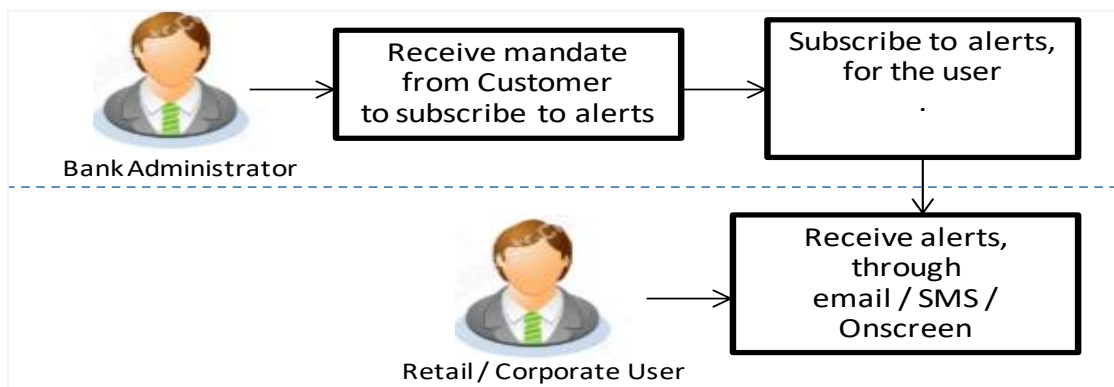 Receive mandate
from Customer
to subscribe to alerts
Subscribe to alerts,
for the user
.
Bank Administrator
Receive alerts,
through
email / SMS /
Onscreen
Retail / Corporate User